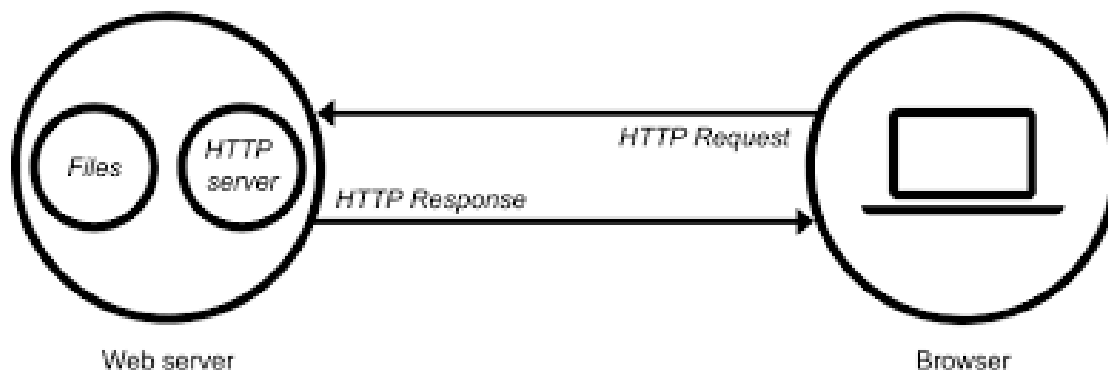 Files
HTTP
server
HTTP Request
HTTP Response
Web server
Browser